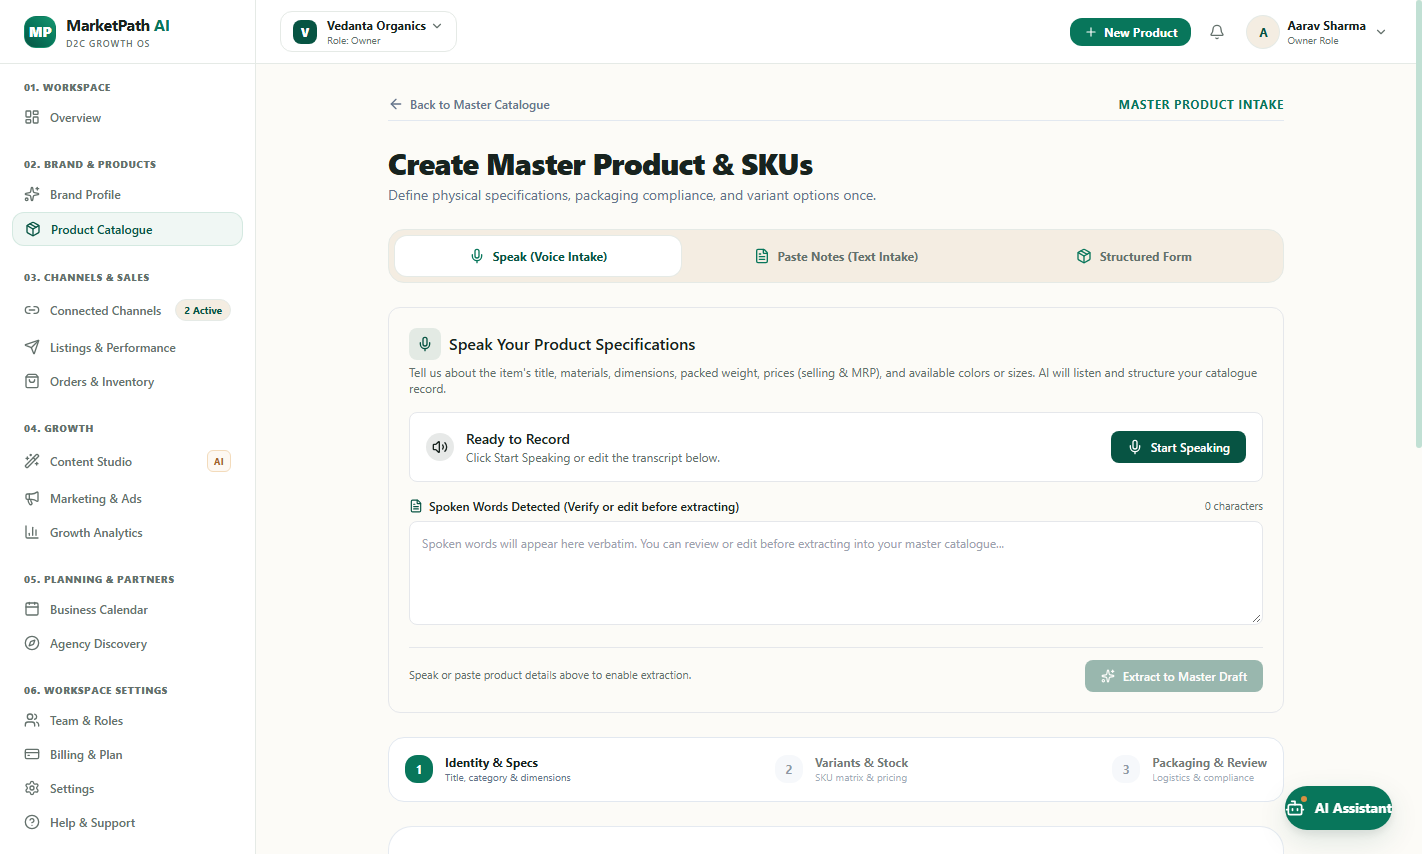 MP
MarketPath AI
D2C GROWTH OS
V
Vedanta Organics
Role: Owner
New Product
A
Aarav Sharma
Owner Role
01. WORKSPACE
Overview
02. BRAND & PRODUCTS
Brand Profile
Product Catalogue
03. CHANNELS & SALES
Connected Channels
2 Active
Listings & Performance
Orders & Inventory
04. GROWTH
Content Studio
AI
Marketing & Ads
Growth Analytics
05. PLANNING & PARTNERS
Business Calendar
Agency Discovery
06. WORKSPACE SETTINGS
Team & Roles
Billing & Plan
Settings
Help & Support
Back to Master Catalogue
MASTER PRODUCT INTAKE
Create Master Product & SKUs
Define physical specifications, packaging compliance, and variant options once.
Speak (Voice Intake)
Paste Notes (Text Intake)
Structured Form
Speak Your Product Specifications
Tell us about the item's title, materials, dimensions, packed weight, prices (selling & MRP), and available colors or sizes. AI will listen and structure your catalogue
record.
Ready to Record
Click Start Speaking or edit the transcript below.
Start Speaking
Spoken Words Detected (Verify or edit before extracting)
0 characters
Spoken words will appear here verbatim. You can review or edit before extracting into your master catalogue...
Speak or paste product details above to enable extraction.
Extract to Master Draft
1
Identity & Specs
Title, category & dimensions
2
Variants & Stock
SKU matrix & pricing
3
Packaging & Review
Logistics & compliance
AI Assistant